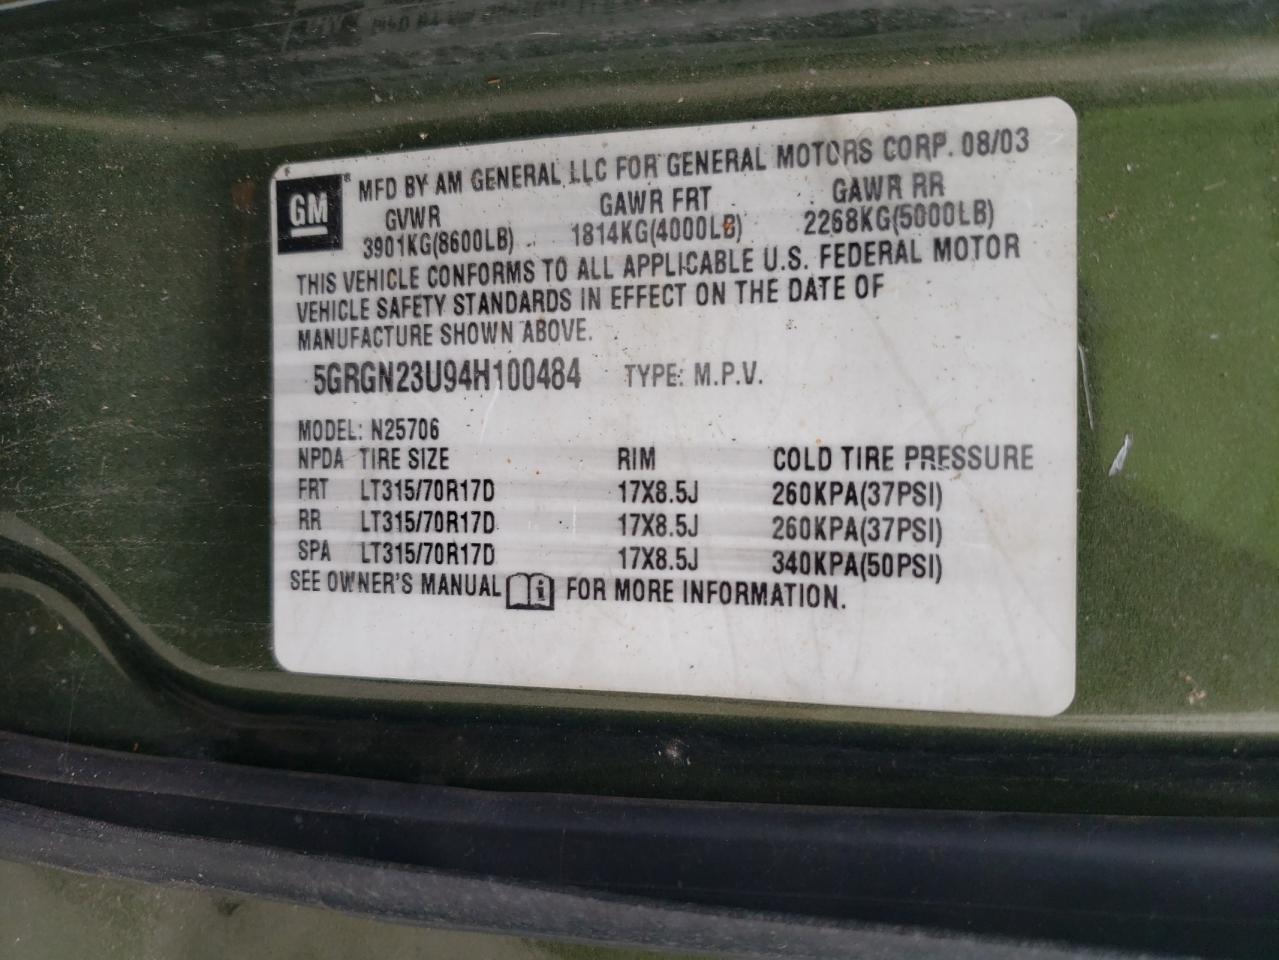 GM
MFD BY AM GENERAL LLC FOR GENERAL MOTORS CORP. 08/03
GVWR GAWR FRT GAWR RR
3901KG(8600LB) 1814KG(4000LB) 2268KG(5000LB)
THIS VEHICLE CONFORMS TO ALL APPLICABLE U.S. FEDERAL MOTOR
VEHICLE SAFETY STANDARDS IN EFFECT ON THE DATE OF
MANUFACTURE SHOWN ABOVE.
5GRGN23U94H100484 TYPE: M.P.V.
MODEL: N25706
NPDA TIRE SIZE RIM COLD TIRE PRESSURE
FRT LT315/70R17D 17X8.5J 260KPA(37PSI)
RR LT315/70R17D 17X8.5J 260KPA(37PSI)
SPA LT315/70R17D 17X8.5J 340KPA(50PSI)
SEE OWNER'S MANUAL FOR MORE INFORMATION.